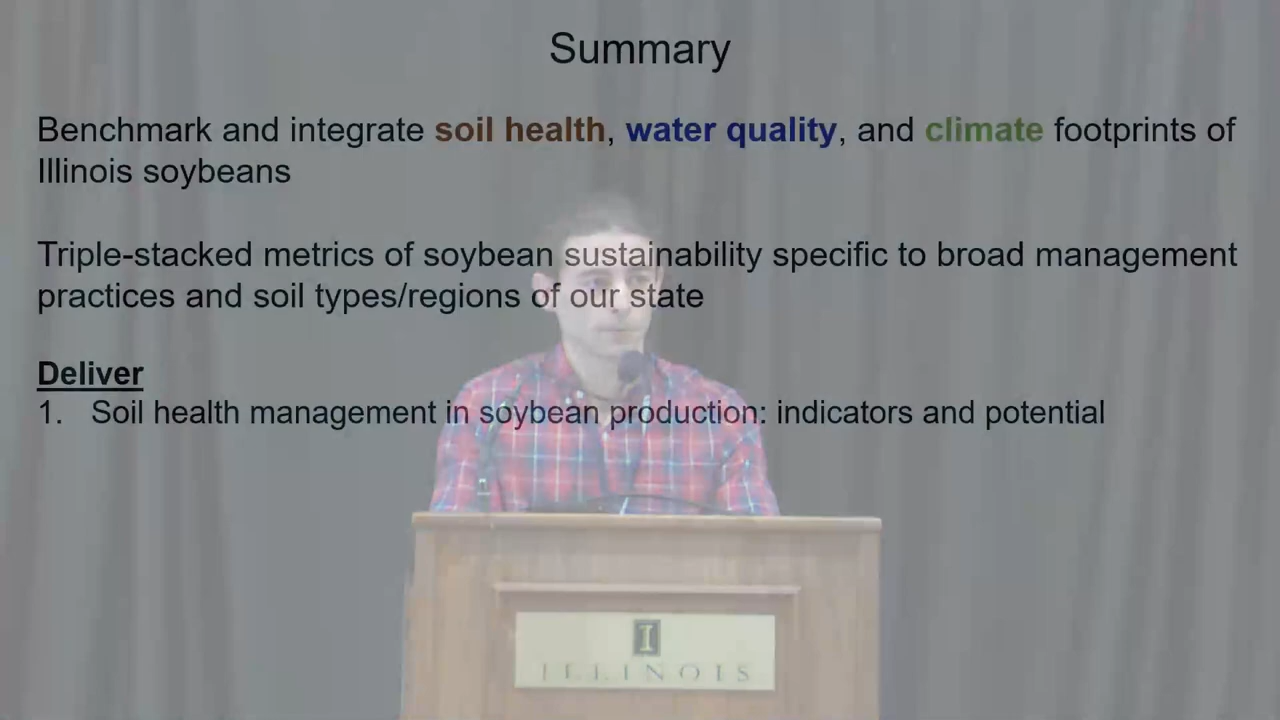 Summary
Benchmark and integrate soil health, water quality, and climate footprints of
Illinois soybeans
Triple-stacked metrics of soybean sustainability specific to broad management
practices and soil types/regions of our state
Deliver
1. Soil health management in soybean production: indicators and potential
I
ILLINOIS